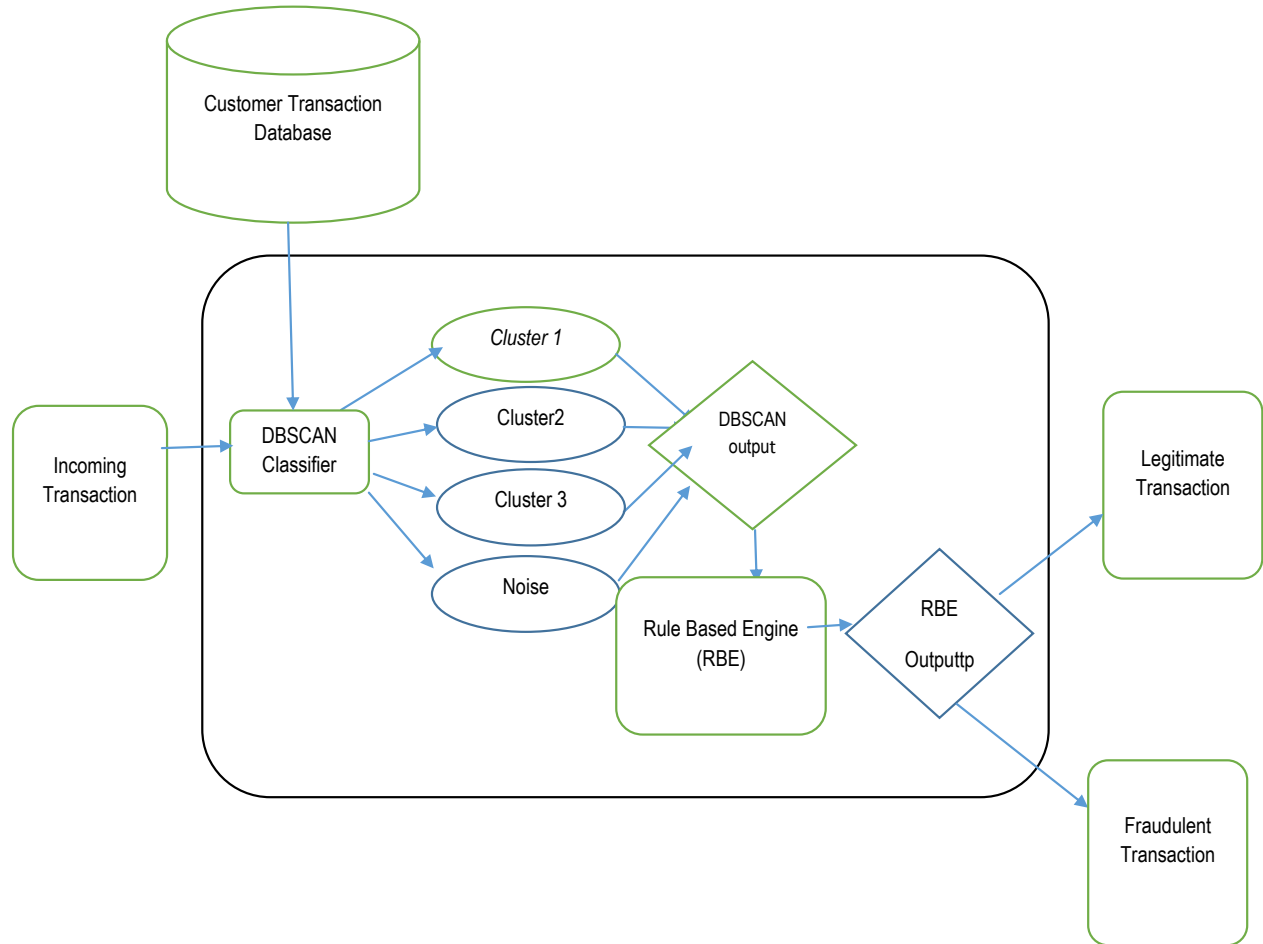 Customer Transaction
Database
Cluster 1
Cluster2
DBSCAN
output
DBSCAN
Classifier
Incoming
Transaction
Cluster 3
Noise
Rule Based Engine
(RBE)
RBE
Outputtp
Legitimate
Transaction
Fraudulent
Transaction